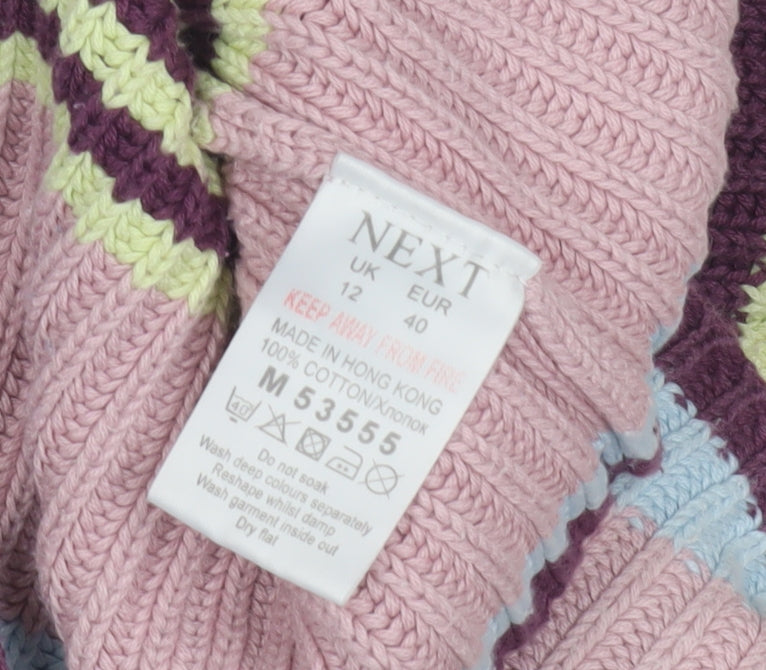 NEXT
UK EUR
12 40
KEEP AWAY FROM FIRE
MADE IN HONG KONG
100% COTTON/Хлопок
M 53555
40
Do not soak
Wash deep colours separately
Reshape whilst damp
Wash garment inside out
Dry flat